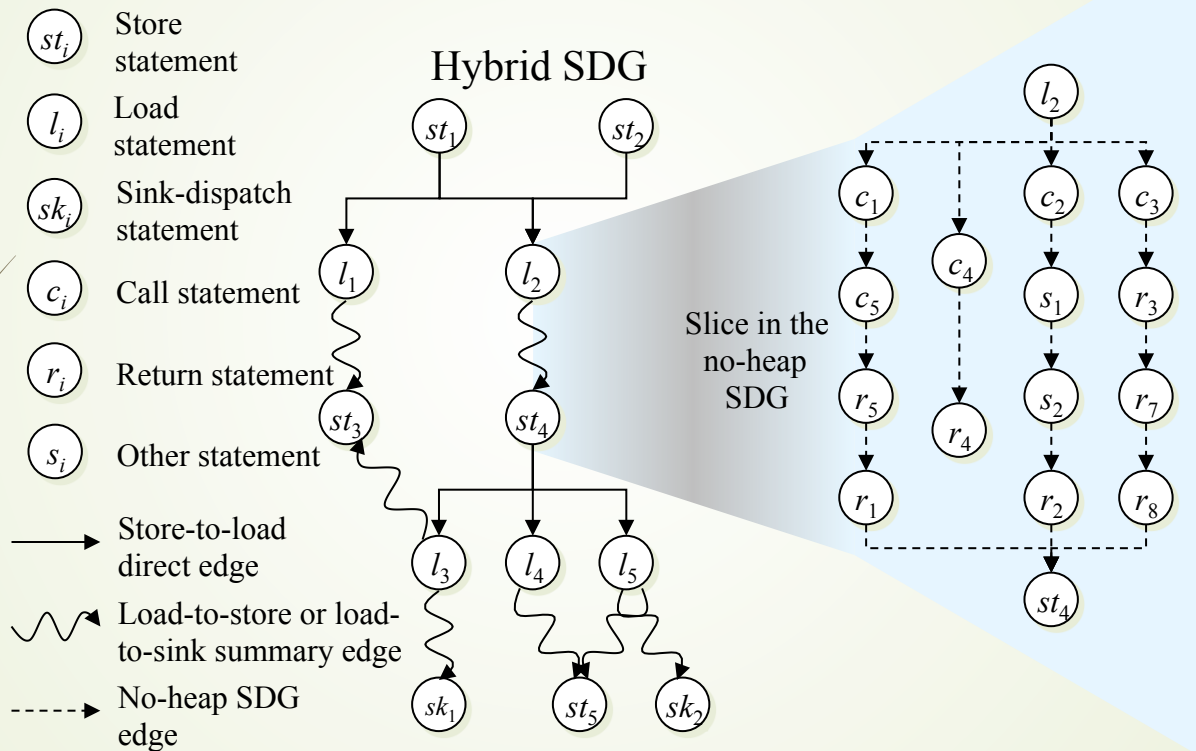 st_i
Store
statement
l_i
Load
statement
sk_i
Sink-dispatch
statement
c_i
Call statement
r_i
Return statement
s_i
Other statement
Store-to-load
direct edge
Load-to-store or load-
to-sink summary edge
No-heap SDG
edge
Hybrid SDG
st_1
st_2
l_1
l_2
st_3
st_4
l_3
l_4
l_5
sk_1
st_5
sk_2
Slice in the
no-heap
SDG
l_2
c_1
c_2
c_3
c_4
c_5
s_1
r_3
r_5
s_2
r_7
r_4
r_1
r_2
r_8
st_4